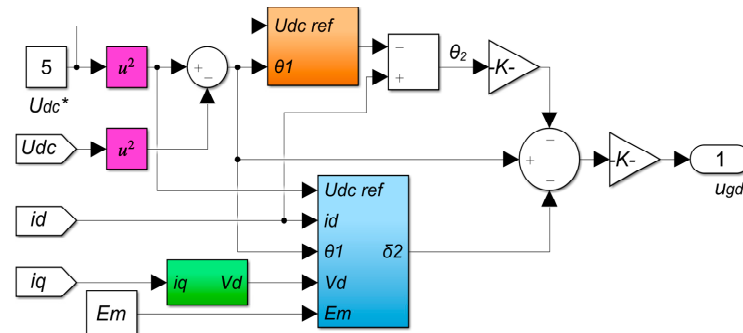 Udc ref
θ1
−
+
θ2
-K-
5
u²
+
−
Udc*
Udc
u²
−
+
−
-K-
1
ugd
Udc ref
id
id
θ1
δ2
iq
iq
Vd
Vd
Em
Em